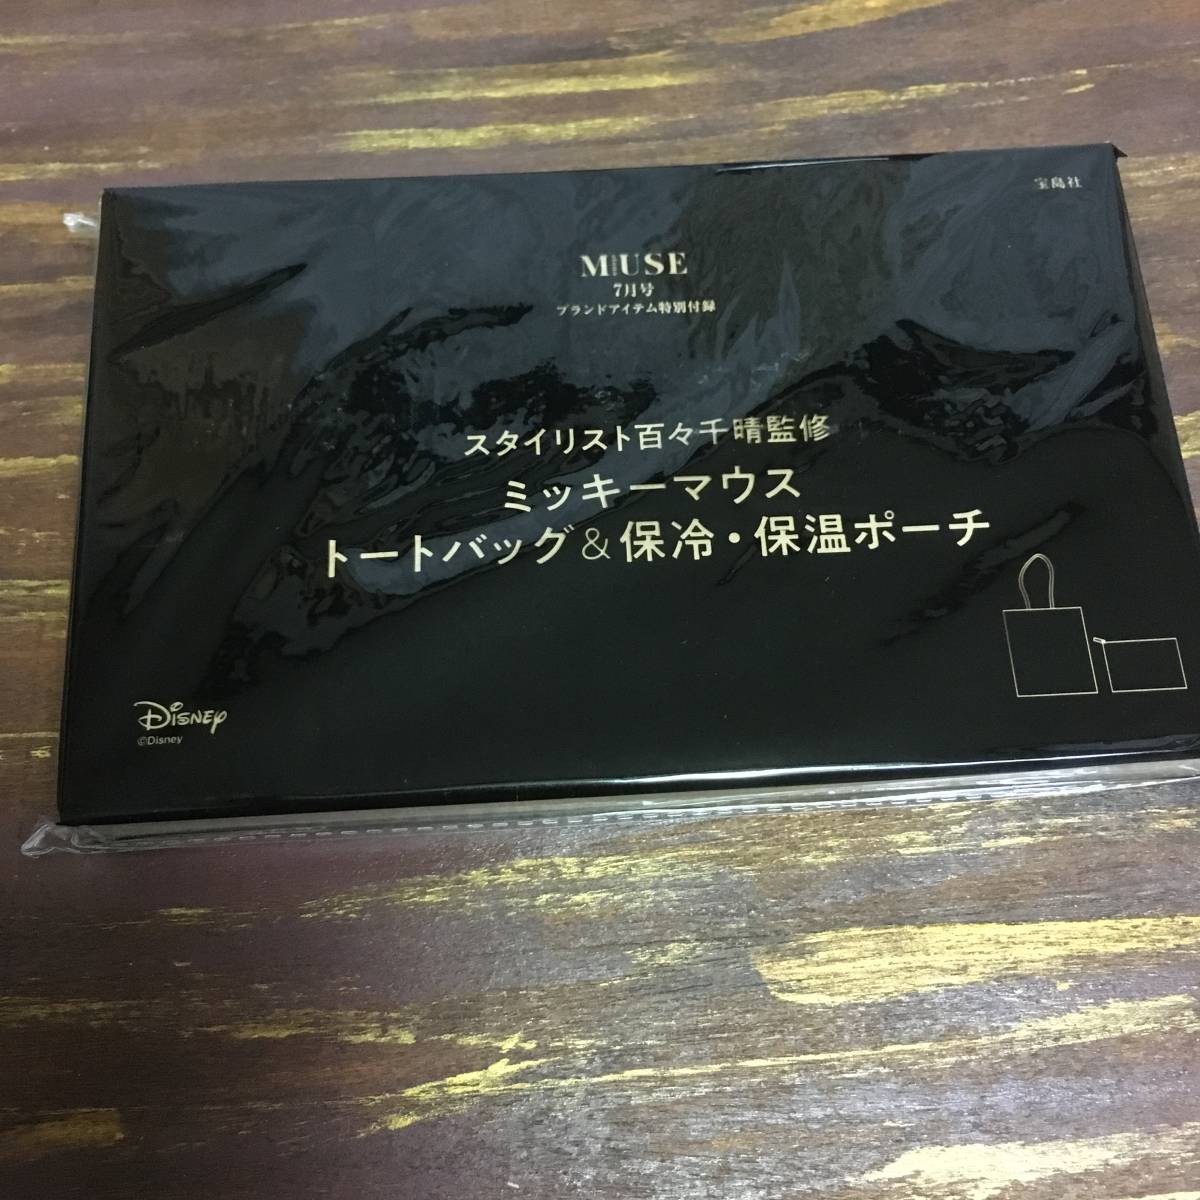 宝島社
MUSE
7月号
ブランドアイテム特別付録
スタイリスト百々千晴監修
ミッキーマウス
トートバッグ&保冷・保温ポーチ
Disney
©Disney